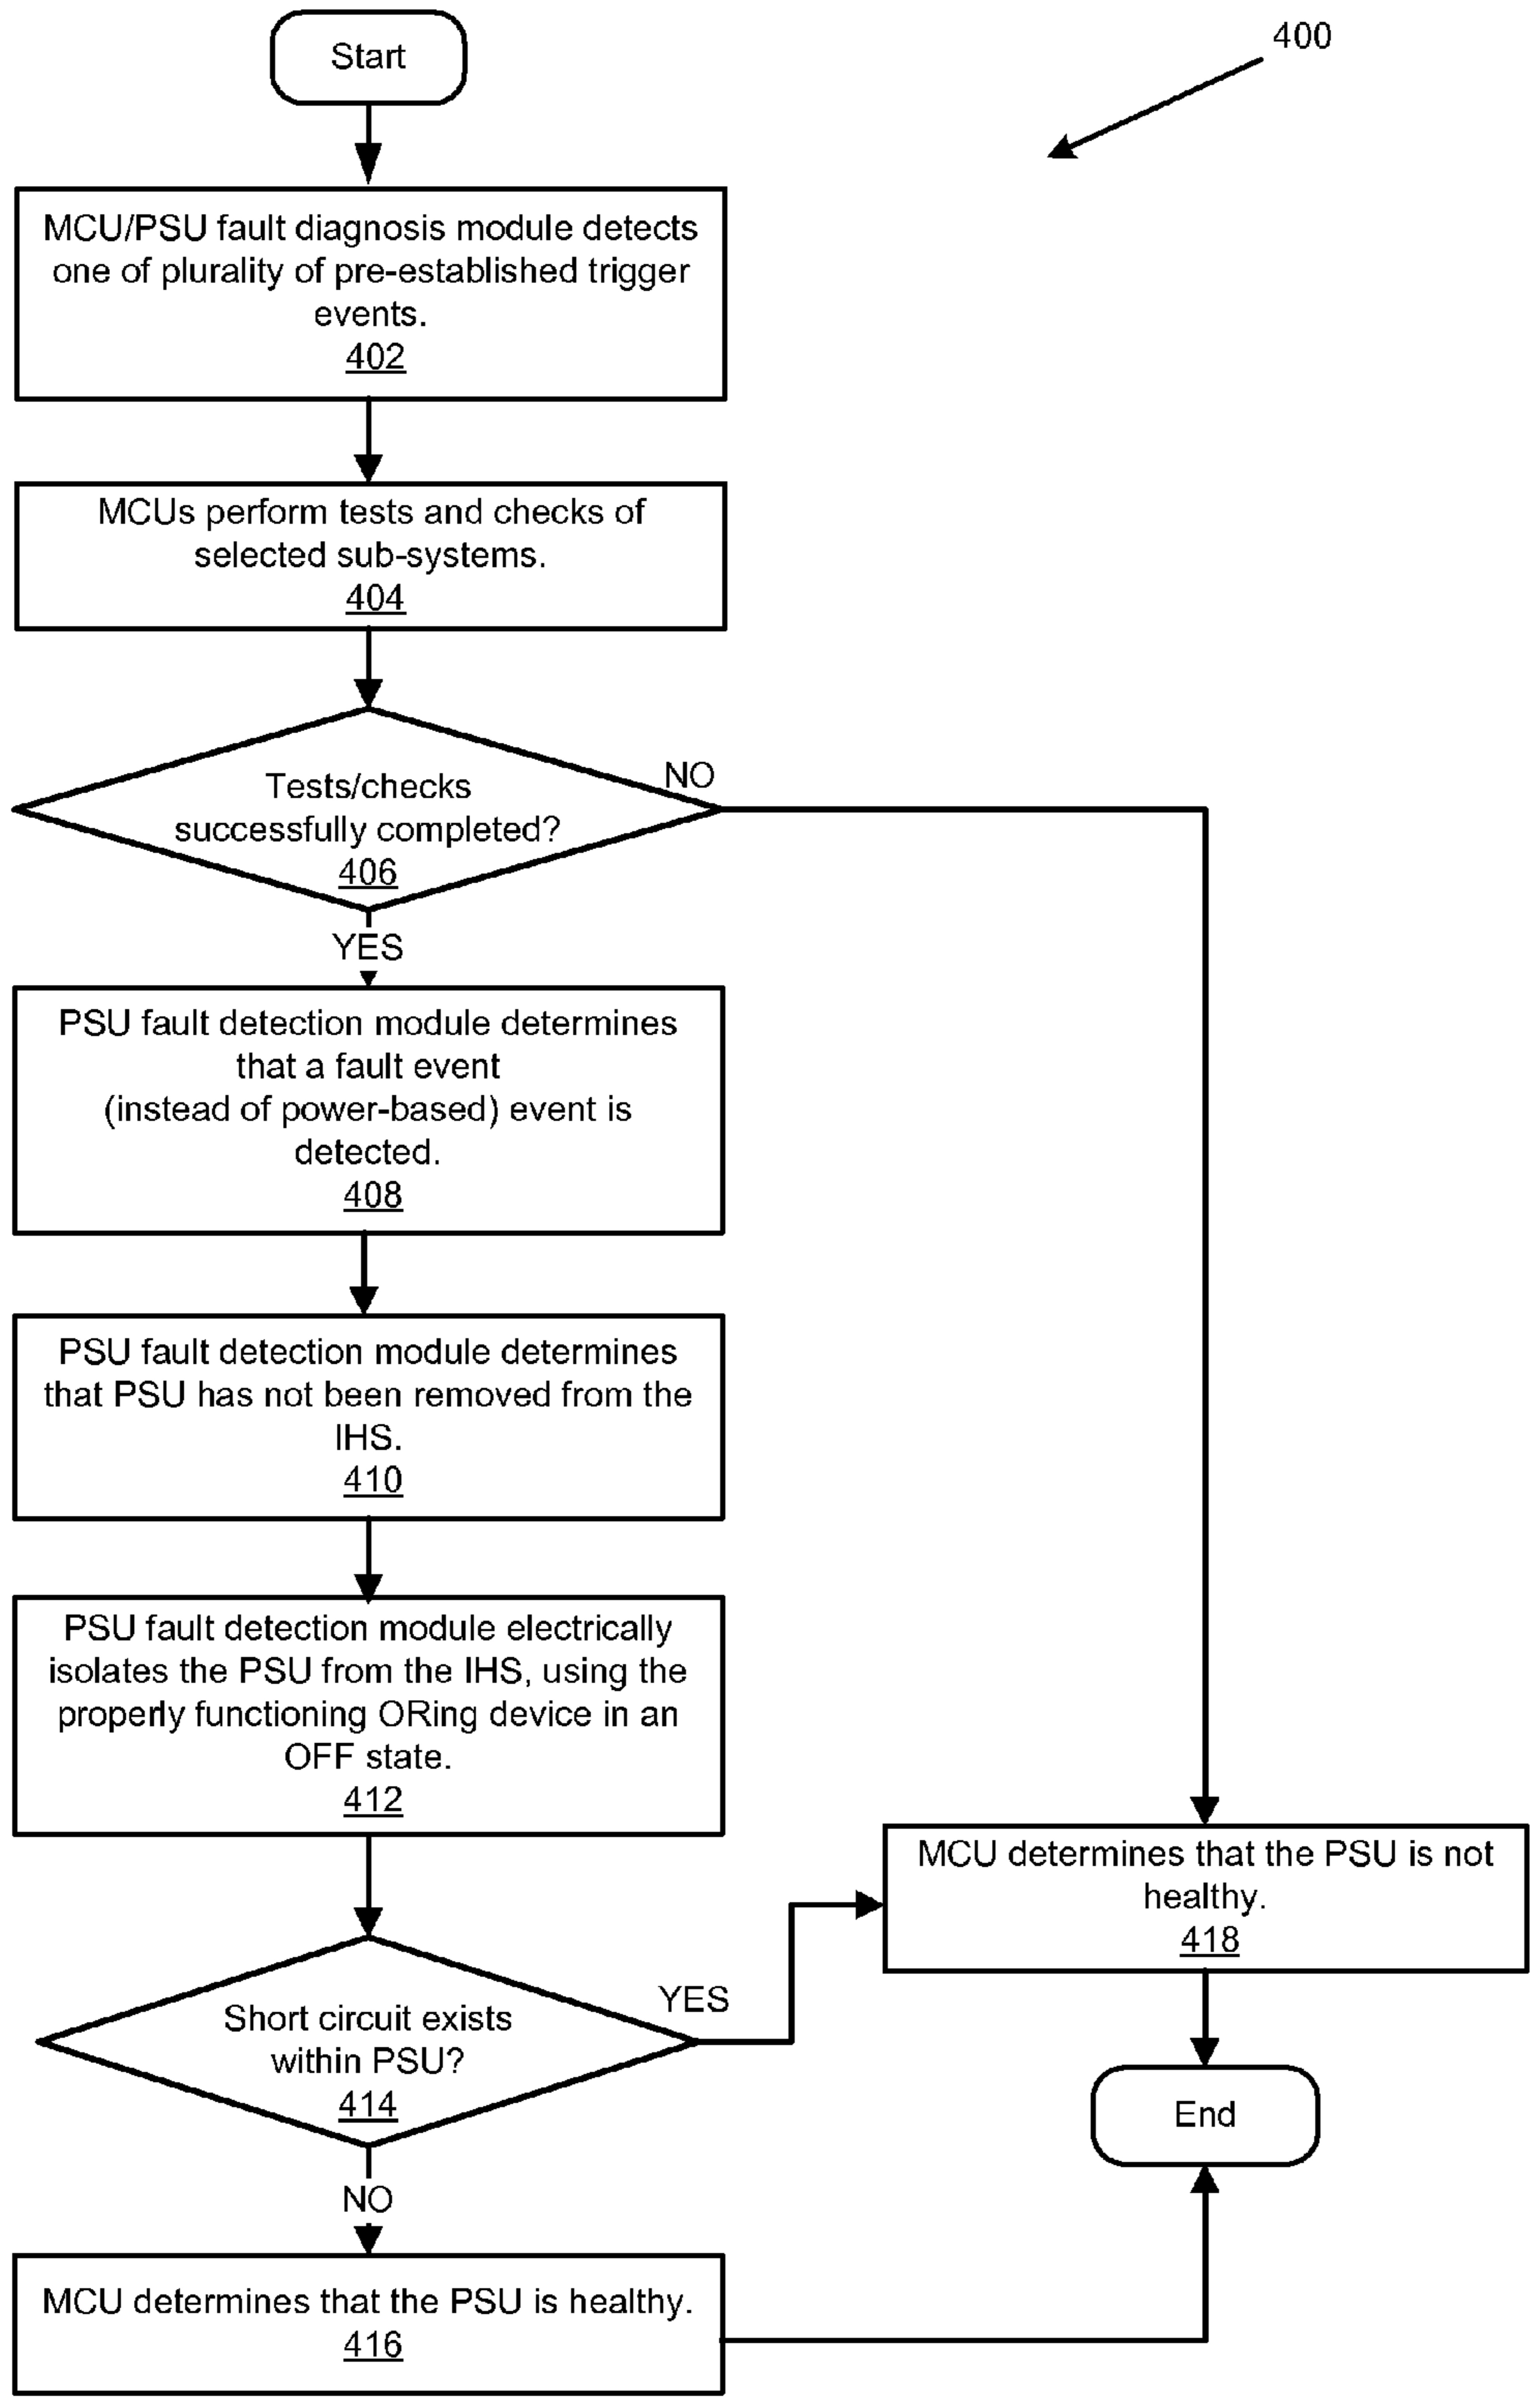 Start
400
MCU/PSU fault diagnosis module detects
one of plurality of pre-established trigger
events.
402
MCUs perform tests and checks of
selected sub-systems.
404
Tests/checks
successfully completed?
406
NO
YES
PSU fault detection module determines
that a fault event
(instead of power-based) event is
detected.
408
PSU fault detection module determines
that PSU has not been removed from the
IHS.
410
PSU fault detection module electrically
isolates the PSU from the IHS, using the
properly functioning ORing device in an
OFF state.
412
Short circuit exists
within PSU?
414
YES
NO
MCU determines that the PSU is not
healthy.
418
End
MCU determines that the PSU is healthy.
416